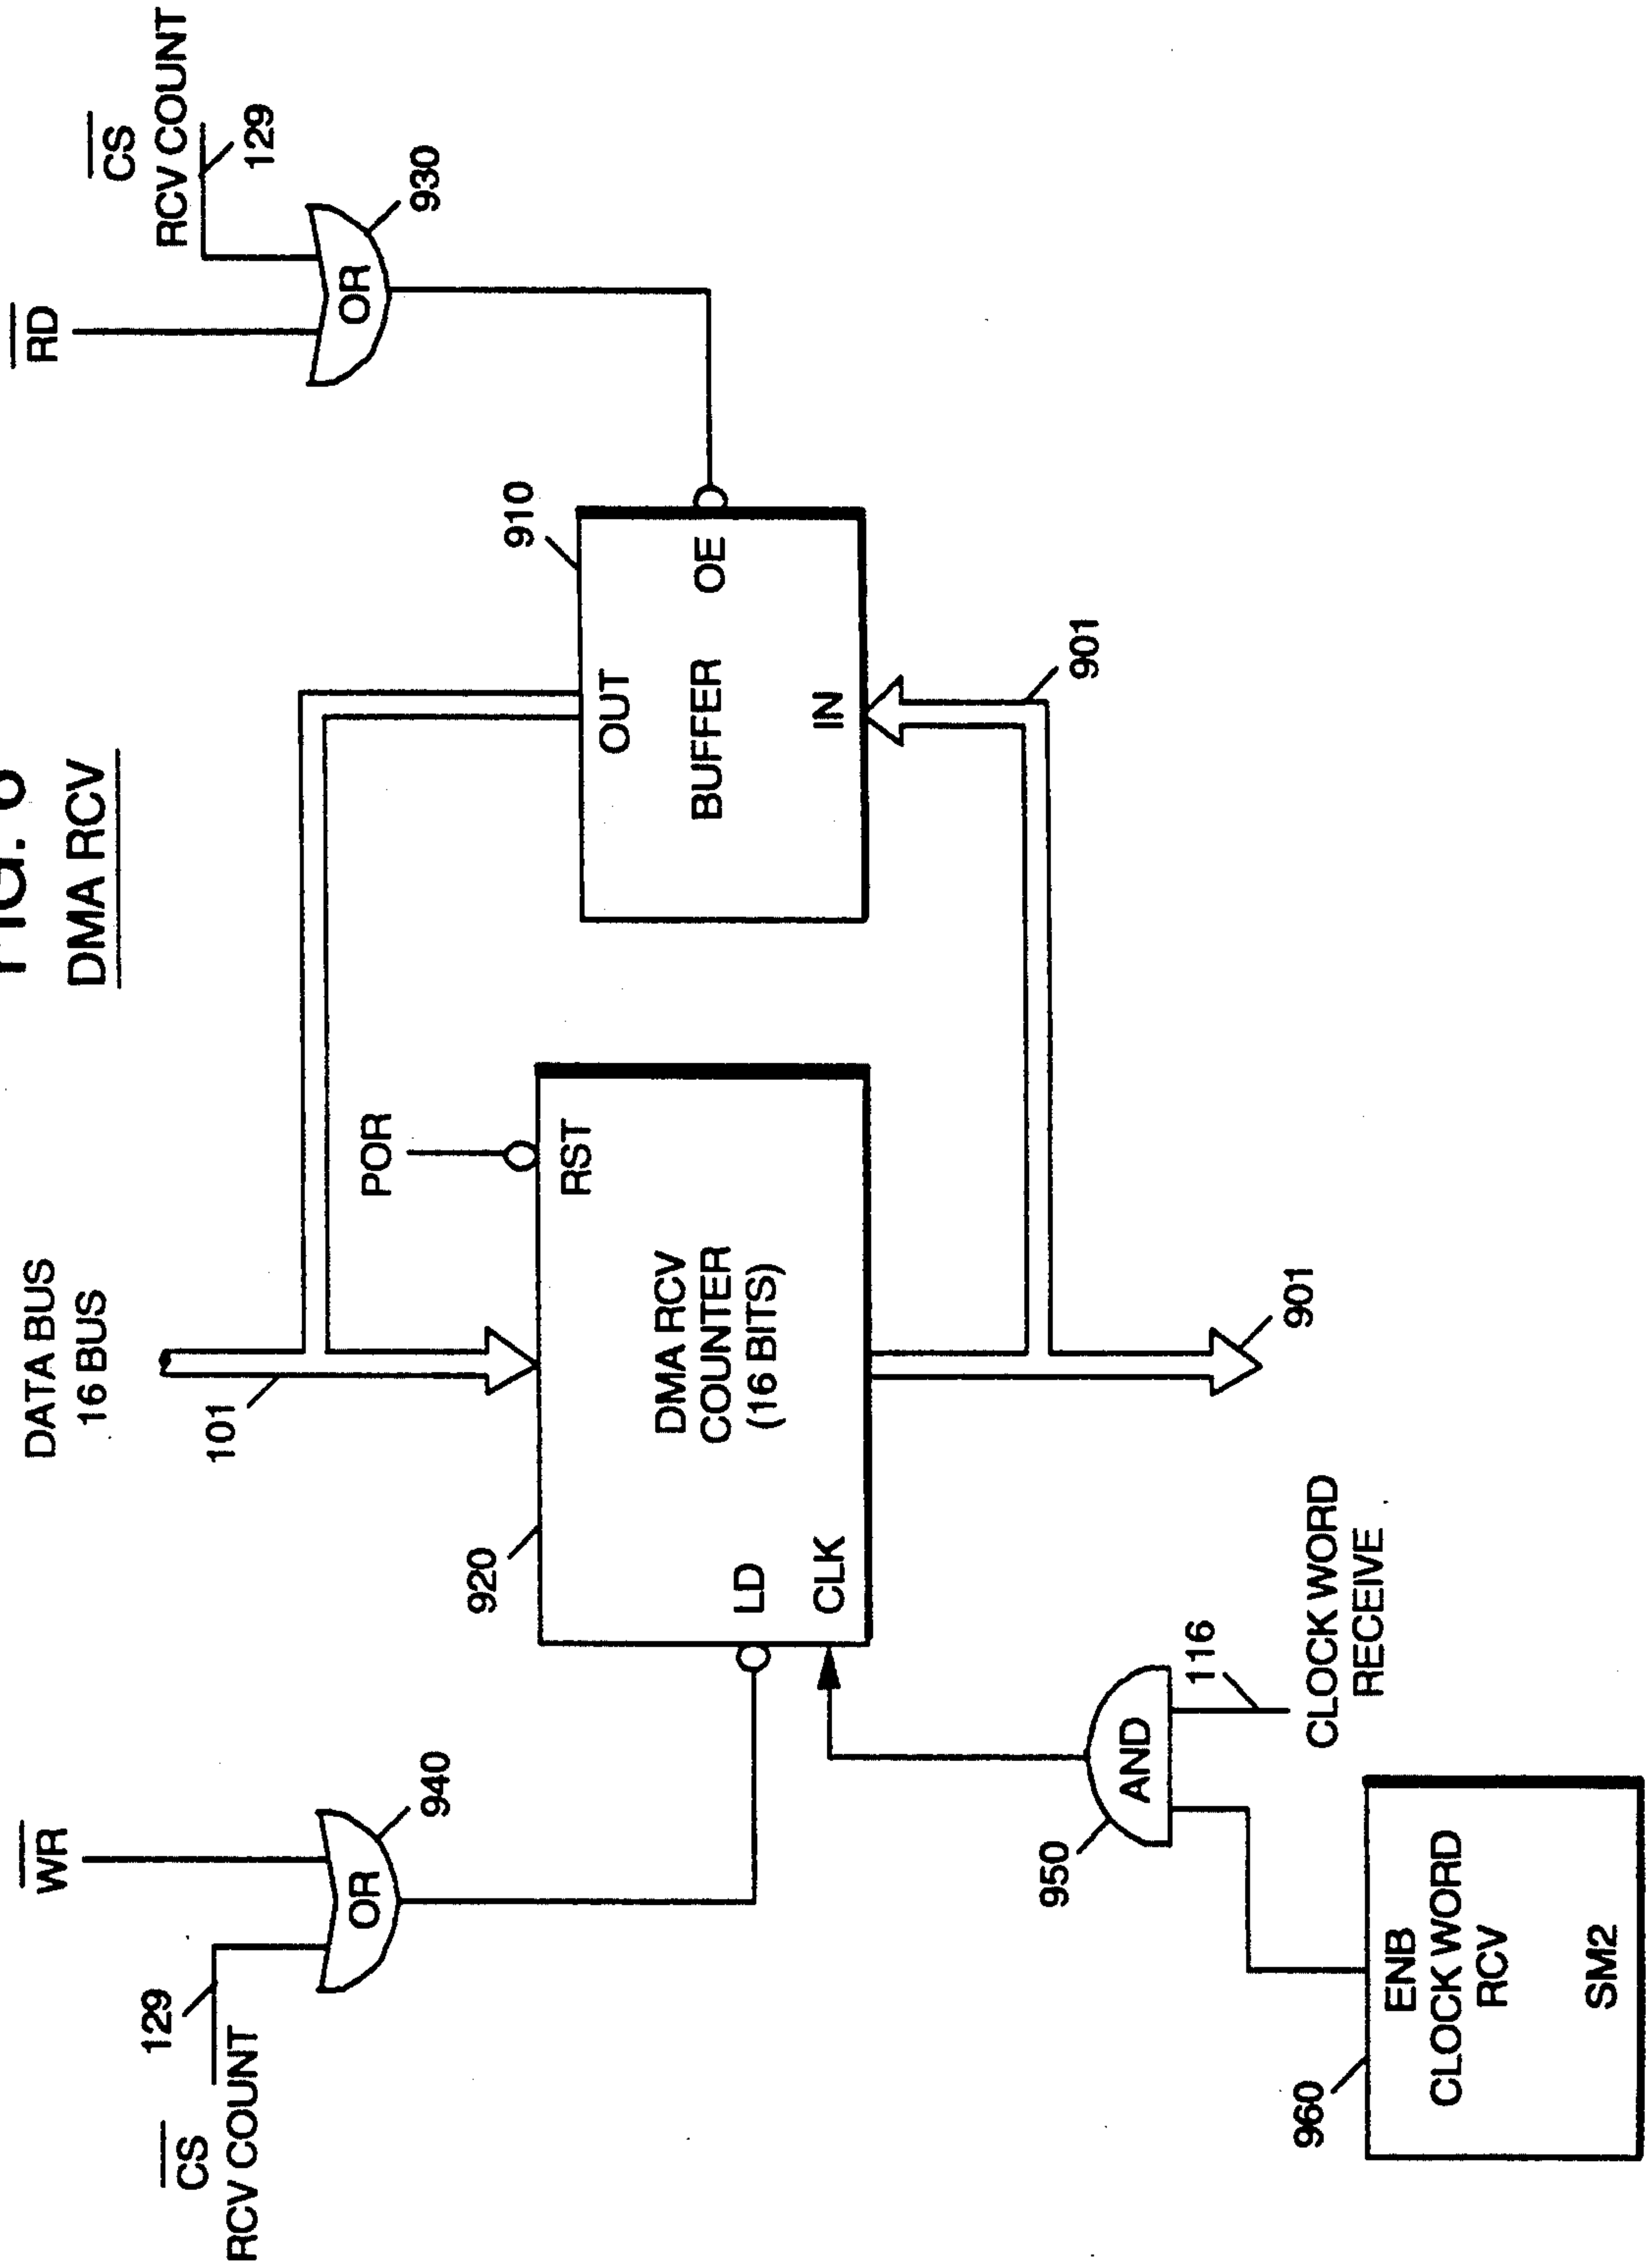 DMA RCV
DATA BUS
16 BUS
101
WR
CS
129
RCV COUNT
OR
940
RD
CS
RCV COUNT
129
OR
930
POR
920
RST
LD
CLK
DMA RCV
COUNTER
(16 BITS)
910
OUT
BUFFER
OE
IN
901
901
950
AND
116
CLOCK WORD
RECEIVE
960
ENB
CLOCK WORD
RCV
SM2